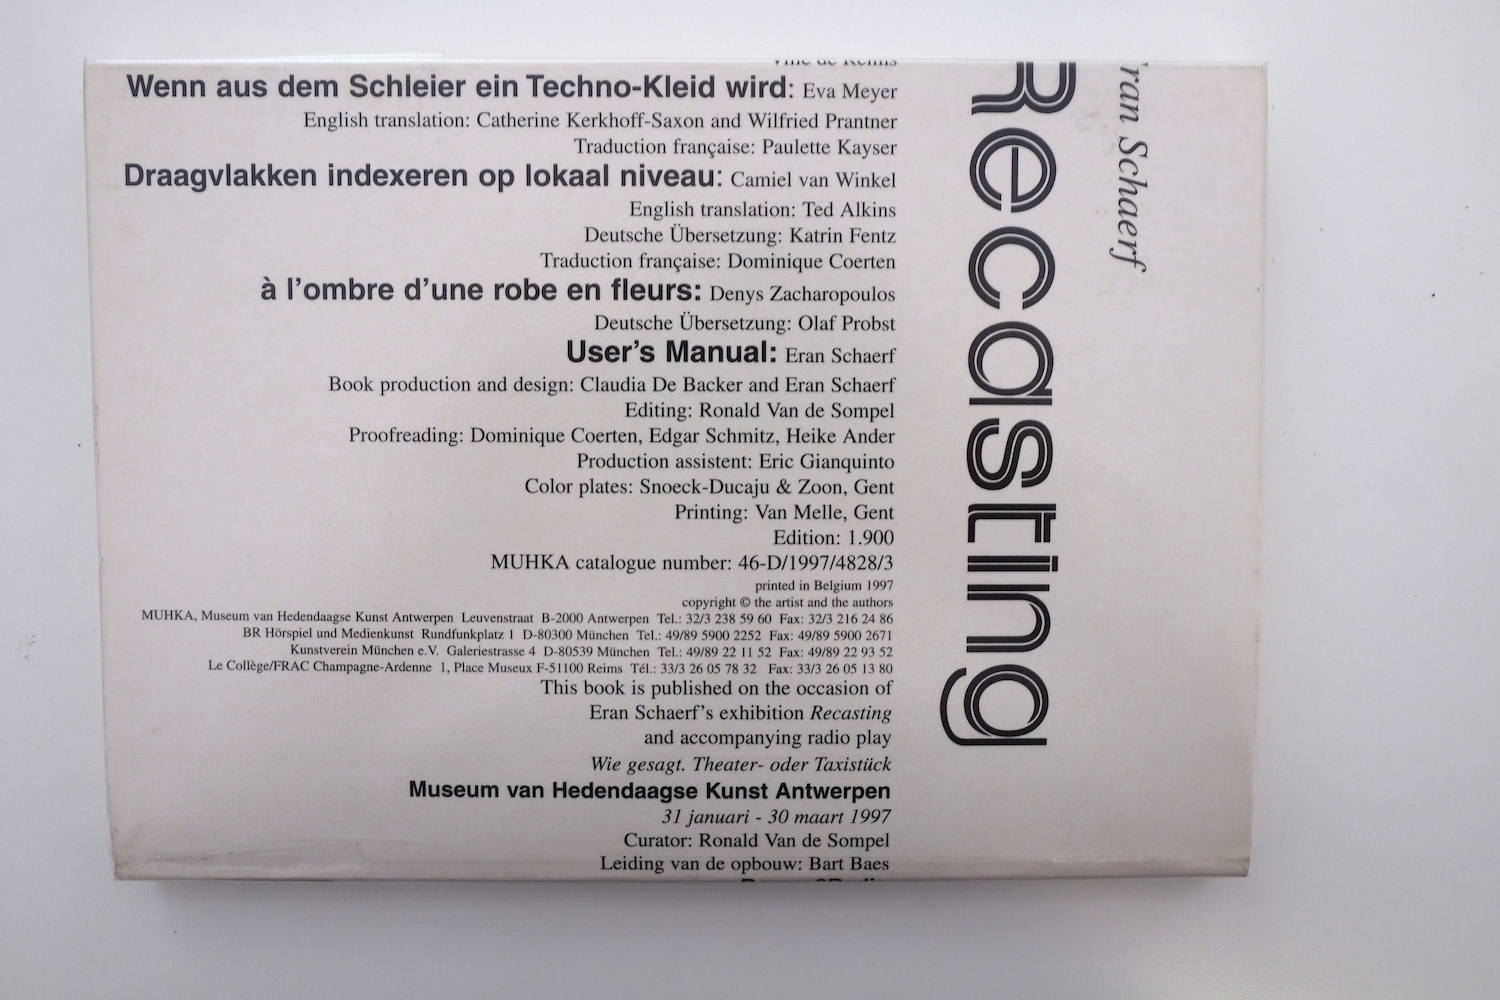 Wenn aus dem Schleier ein Techno-Kleid wird: Eva Meyer
English translation: Catherine Kerkhoff-Saxon and Wilfried Prantner
Traduction française: Paulette Kayser
Draagvlakken indexeren op lokaal niveau: Camiel van Winkel
English translation: Ted Alkins
Deutsche Übersetzung: Katrin Fentz
Traduction française: Dominique Coerten
à l’ombre d’une robe en fleurs: Denys Zacharopoulos
Deutsche Übersetzung: Olaf Probst
User’s Manual: Eran Schaerf
Book production and design: Claudia De Backer and Eran Schaerf
Editing: Ronald Van de Sompel
Proofreading: Dominique Coerten, Edgar Schmitz, Heike Ander
Production assistent: Eric Gianquinto
Color plates: Snoeck-Ducaju & Zoon, Gent
Printing: Van Melle, Gent
Edition: 1.900
MUHKA catalogue number: 46-D/1997/4828/3
printed in Belgium 1997
copyright © the artist and the authors
MUHKA, Museum van Hedendaagse Kunst Antwerpen Leuvenstraat B-2000 Antwerpen Tel.: 32/3 238 59 60 Fax: 32/3 216 24 86
BR Hörspiel und Medienkunst Rundfunkplatz 1 D-80300 München Tel.: 49/89 5900 2252 Fax: 49/89 5900 2671
Kunstverein München e.V. Galeriestrasse 4 D-80539 München Tel.: 49/89 22 11 52 Fax: 49/89 22 93 52
Le Collège/FRAC Champagne-Ardenne 1, Place Museux F-51100 Reims Tél.: 33/3 26 05 78 32 Fax: 33/3 26 05 13 80
This book is published on the occasion of
Eran Schaerf’s exhibition Recasting
and accompanying radio play
Wie gesagt. Theater- oder Taxistück
Museum van Hedendaagse Kunst Antwerpen
31 januari - 30 maart 1997
Curator: Ronald Van de Sompel
Leiding van de opbouw: Bart Baes
Recasting
ran Schaerf